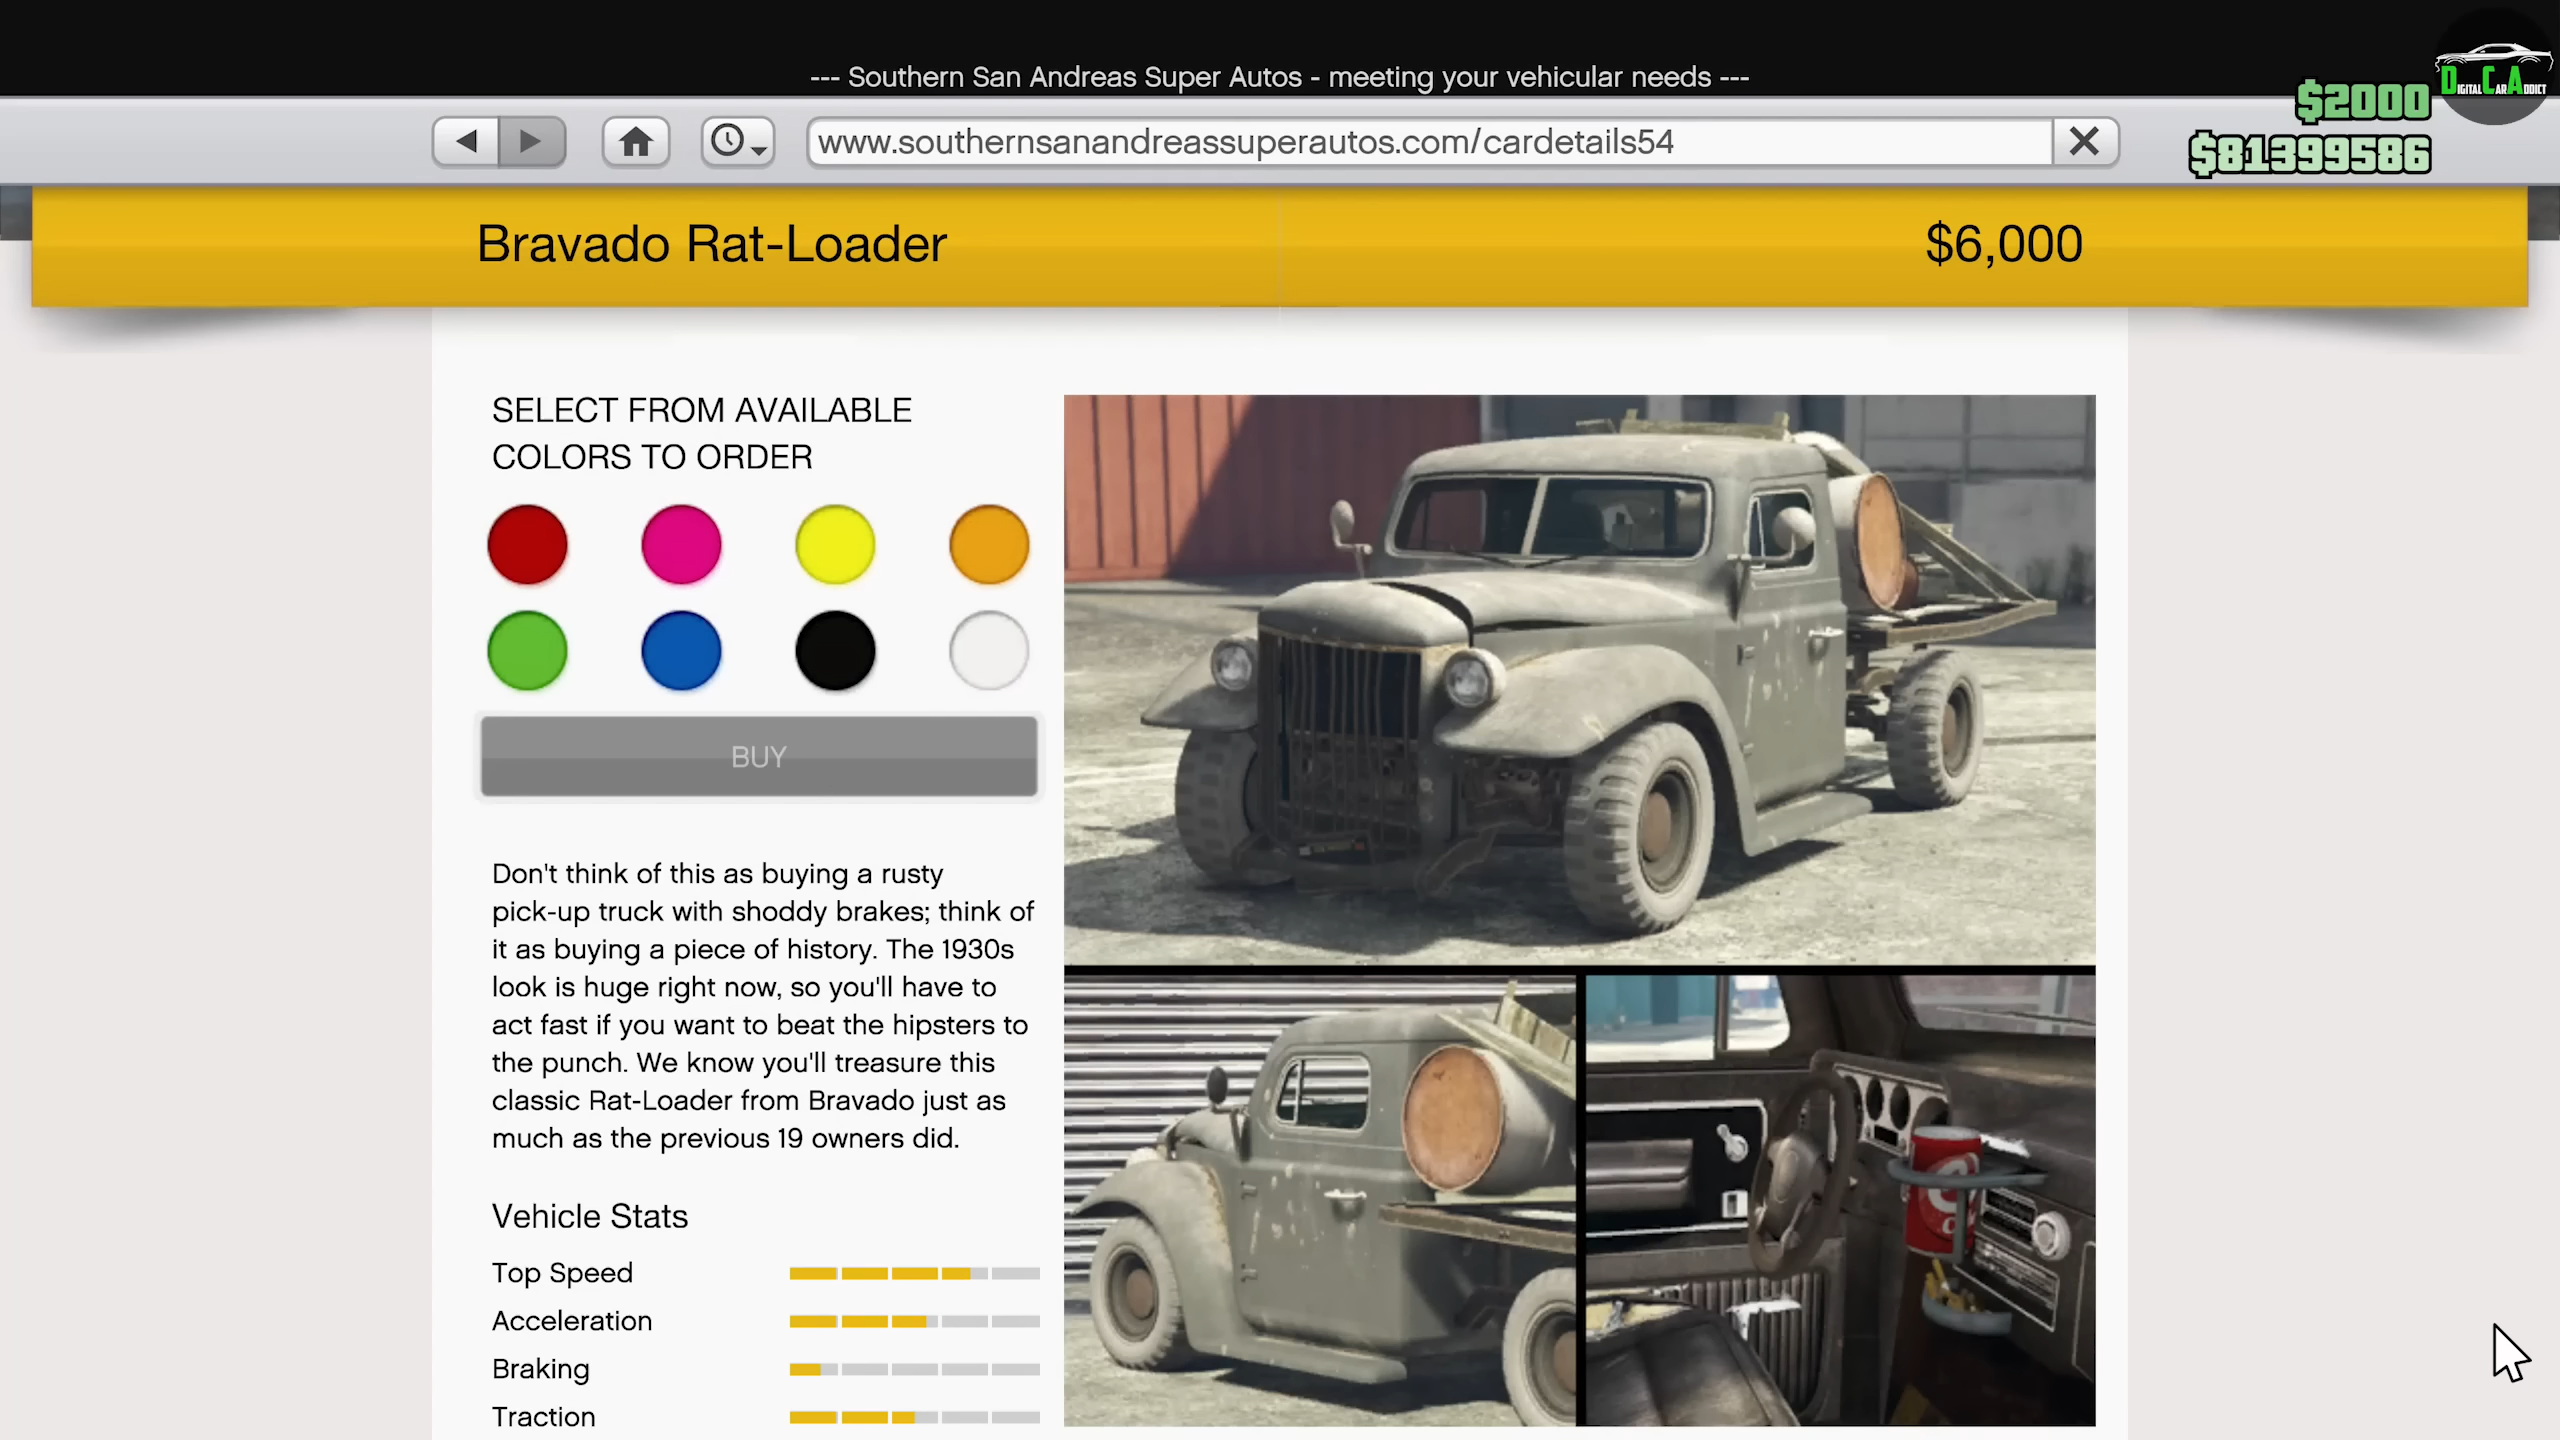 --- Southern San Andreas Super Autos - meeting your vehicular needs ---
DIGITALCARADDICT
$2000
www.southernsanandreassuperautos.com/cardetails54
$81399586
Bravado Rat-Loader
$6,000
SELECT FROM AVAILABLE
COLORS TO ORDER
BUY
Don't think of this as buying a rusty
pick-up truck with shoddy brakes; think of
it as buying a piece of history. The 1930s
look is huge right now, so you'll have to
act fast if you want to beat the hipsters to
the punch. We know you'll treasure this
classic Rat-Loader from Bravado just as
much as the previous 19 owners did.
Vehicle Stats
Top Speed
Acceleration
Braking
Traction